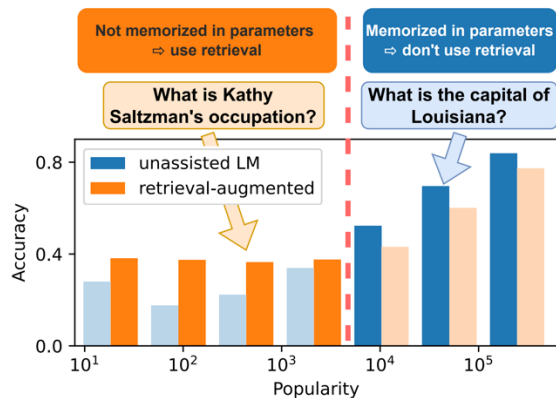 Not memorized in parameters
⇨ use retrieval
Memorized in parameters
⇨ don't use retrieval
What is Kathy
Saltzman's occupation?
What is the capital of
Louisiana?
unassisted LM
retrieval-augmented
Accuracy
0.8
0.4
0.0
10¹
10²
10³
10⁴
10⁵
Popularity